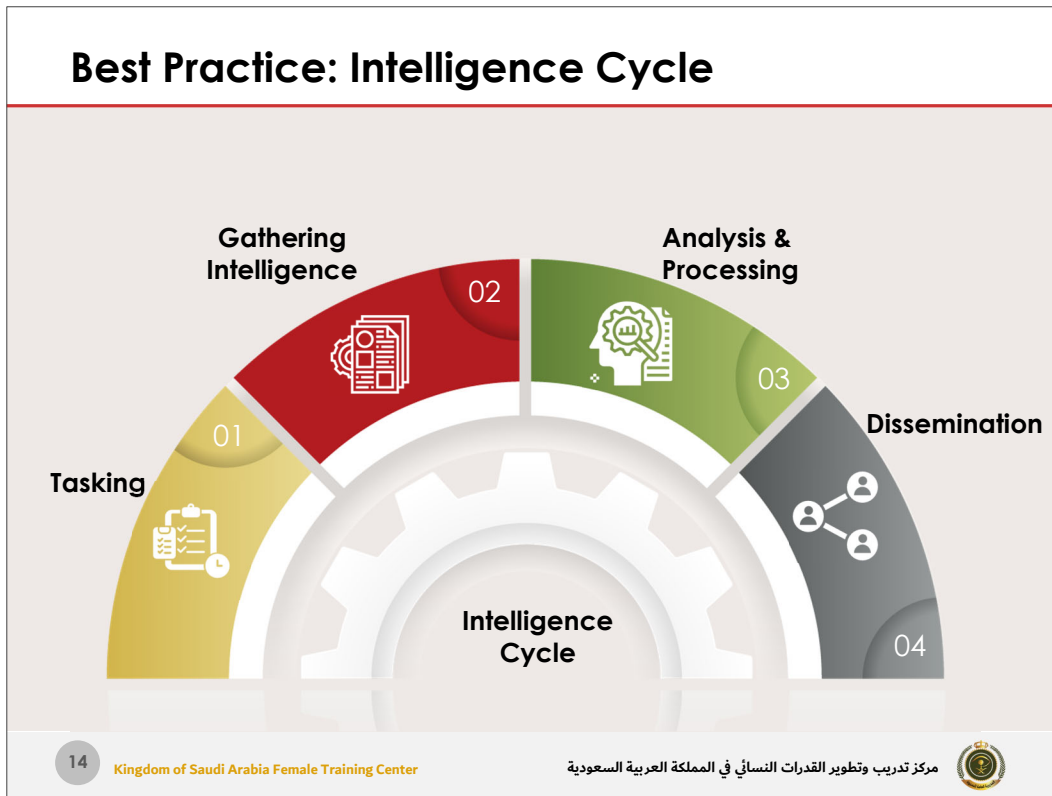 Best Practice: Intelligence Cycle
Gathering
Intelligence
Analysis &
Processing
02
03
Dissemination
01
Tasking
Intelligence
Cycle
04
14
Kingdom of Saudi Arabia Female Training Center
مركز تدريب وتطوير القدرات النسائي في المملكة العربية السعودية